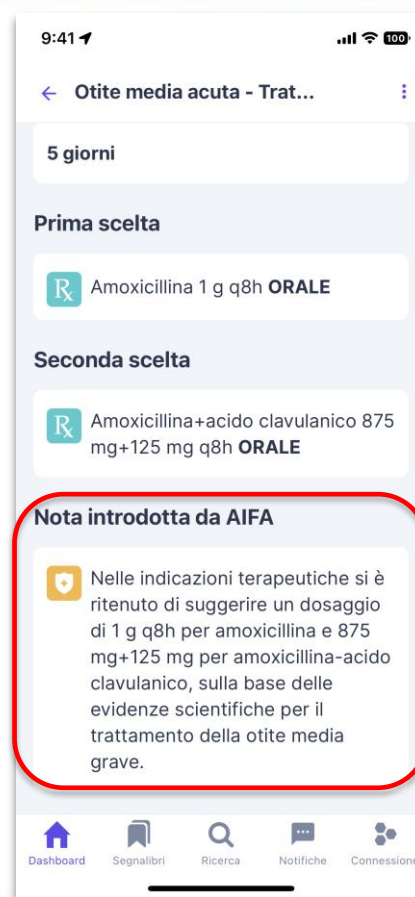 9:41
100
Otite media acuta - Trat...
5 giorni
Prima scelta
Rx
Amoxicillina 1 g q8h ORALE
Seconda scelta
Rx
Amoxicillina+acido clavulanico 875
mg+125 mg q8h ORALE
Nota introdotta da AIFA
Nelle indicazioni terapeutiche si è
ritenuto di suggerire un dosaggio
di 1 g q8h per amoxicillina e 875
mg+125 mg per amoxicillina-acido
clavulanico, sulla base delle
evidenze scientifiche per il
trattamento della otite media
grave.
Dashboard Segnalibri Ricerca Notifiche Connessione